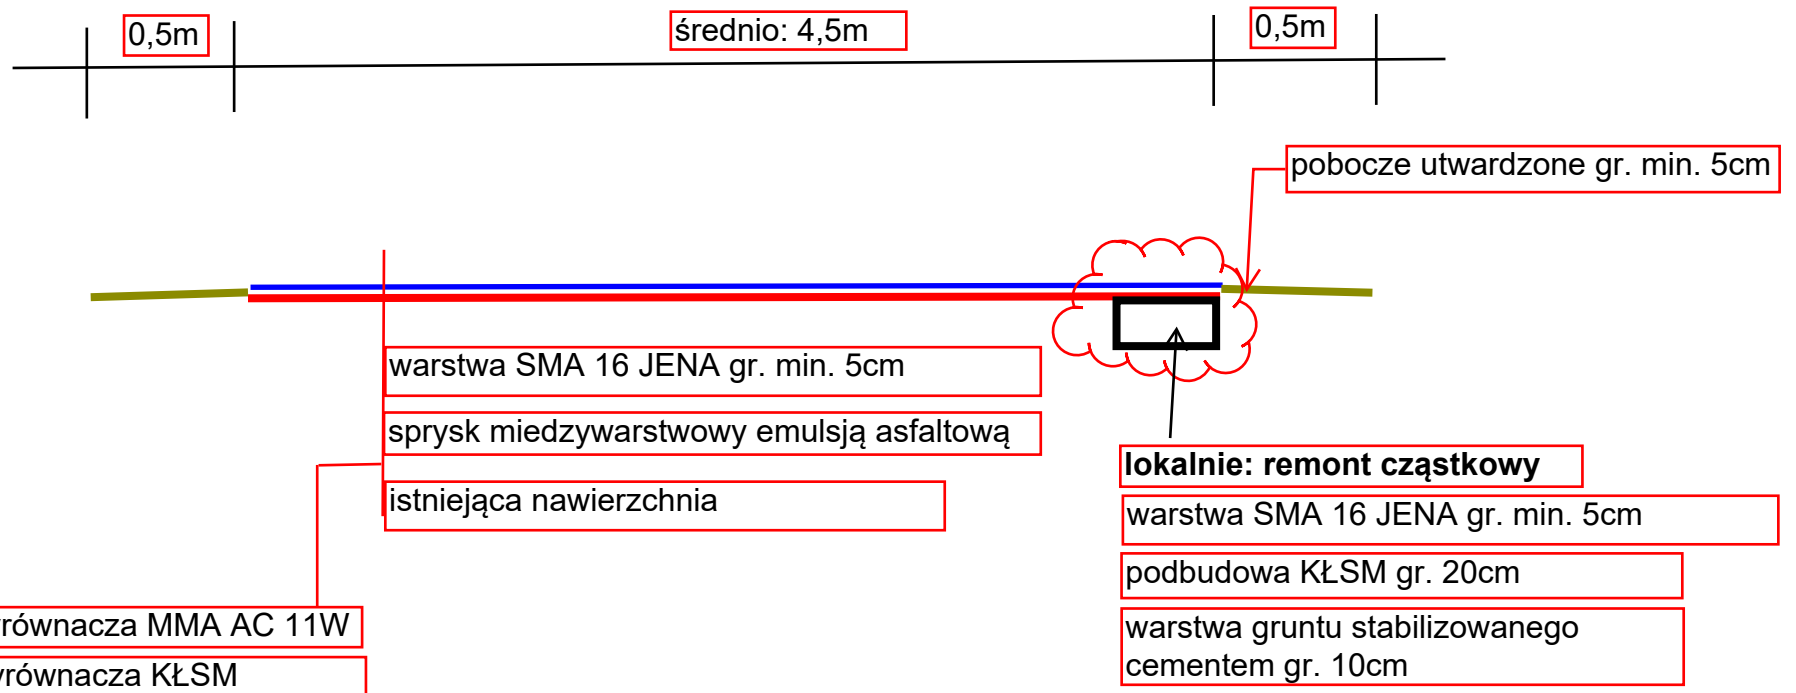 0,5m
średnio: 4,5m
0,5m
pobocze utwardzone gr. min. 5cm
warstwa SMA 16 JENA gr. min. 5cm
sprysk miedzywarstwowy emulsją asfaltową
istniejąca nawierzchnia
lokalnie: remont cząstkowy
warstwa SMA 16 JENA gr. min. 5cm
podbudowa KŁSM gr. 20cm
warstwa gruntu stabilizowanego
cementem gr. 10cm
równacza MMA AC 11W
yrównacza KŁSM